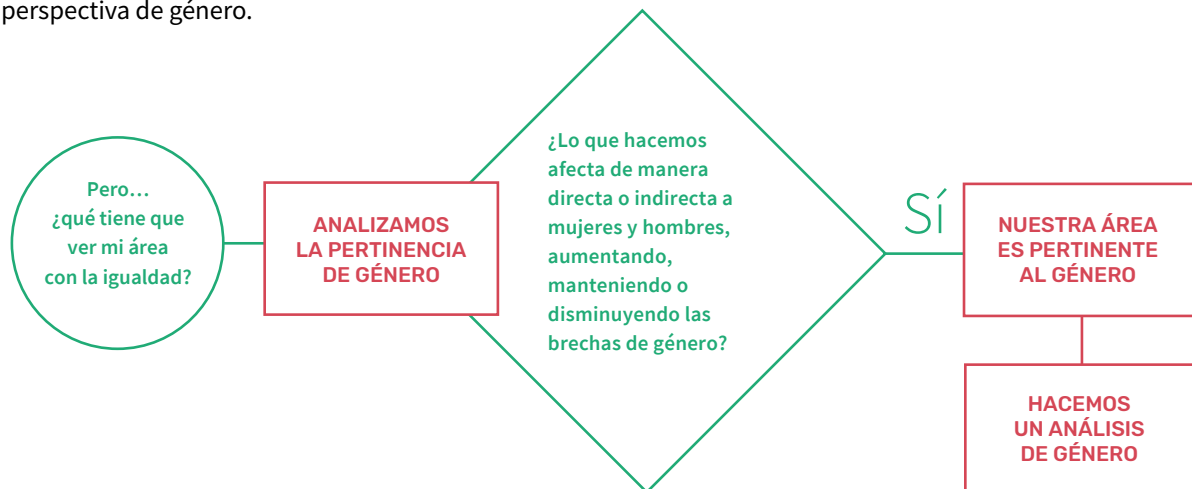 perspectiva de género.
Pero…
¿qué tiene que
ver mi área
con la igualdad?
ANALIZAMOS
LA PERTINENCIA
DE GÉNERO
¿Lo que hacemos
afecta de manera
directa o indirecta a
mujeres y hombres,
aumentando,
manteniendo o
disminuyendo las
brechas de género?
SÍ
NUESTRA ÁREA
ES PERTINENTE
AL GÉNERO
HACEMOS
UN ANÁLISIS
DE GÉNERO